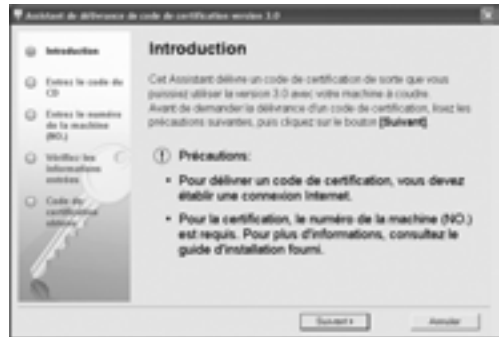 Assistant de délivrance de code de certification version 3.0
Introduction
Entrez le code du
CD
Entrez le numéro
de la machine
(NO.)
Vérifiez les
informations
entrées
Code de
certification
obtenu
Introduction
Cet Assistant délivre un code de certification de sorte que vous
puissiez utiliser la version 3.0 avec votre machine à coudre.
Avant de demander la délivrance d'un code de certification, lisez les
précautions suivantes, puis cliquez sur le bouton [Suivant].
Précautions:
• Pour délivrer un code de certification, vous devez
établir une connexion Internet.
• Pour la certification, le numéro de la machine (NO.)
est requis. Pour plus d'informations, consultez le
guide d'installation fourni.
Suivant >
Annuler